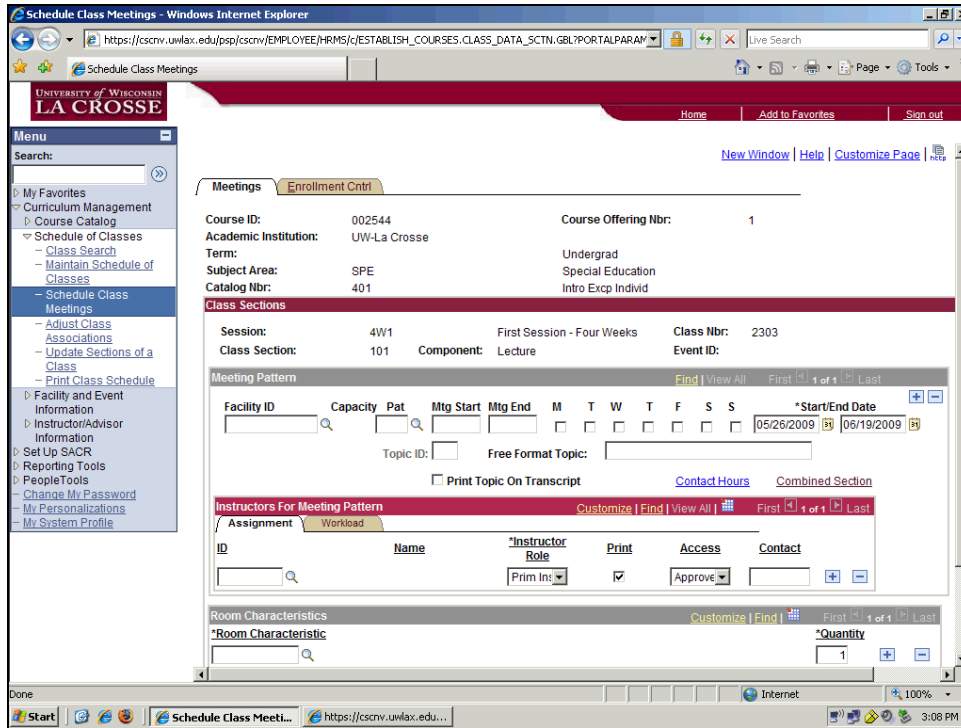 Schedule Class Meetings - Windows Internet Explorer
https://cscnv.uwlax.edu/psp/cscnv/EMPLOYEE/HRMS/c/ESTABLISH_COURSES.CLASS_DATA_SCTN.GBL?PORTALPARAM
Live Search
Schedule Class Meetings
Page
Tools
UNIVERSITY of WISCONSIN
LA CROSSE
Home
Add to Favorites
Sign out
Menu
Search:
My Favorites
Curriculum Management
Course Catalog
Schedule of Classes
– Class Search
– Maintain Schedule of
Classes
– Schedule Class
Meetings
– Adjust Class
Associations
– Update Sections of a
Class
– Print Class Schedule
Facility and Event
Information
Instructor/Advisor
Information
Set Up SACR
Reporting Tools
PeopleTools
– Change My Password
– My Personalizations
– My System Profile
New Window | Help | Customize Page | http
Meetings Enrollment Cntrl
Course ID: 002544 Course Offering Nbr: 1
Academic Institution: UW-La Crosse
Term: Undergrad
Subject Area: SPE Special Education
Catalog Nbr: 401 Intro Excp Individ
Class Sections
Session: 4W1 First Session - Four Weeks Class Nbr: 2303
Class Section: 101 Component: Lecture Event ID:
Meeting Pattern Find | View All First 1 of 1 Last
Facility ID Capacity Pat Mtg Start Mtg End M T W T F S S *Start/End Date
05/26/2009 06/19/2009
Topic ID: Free Format Topic:
Print Topic On Transcript Contact Hours Combined Section
Instructors For Meeting Pattern Customize | Find | View All | First 1 of 1 Last
Assignment Workload
ID Name *Instructor Role Print Access Contact
Prim Ins Approve
Room Characteristics Customize | Find | First 1 of 1 Last
*Room Characteristic *Quantity
1
Done Internet 100%
Start Schedule Class Meeti... https://cscnv.uwlax.edu... 3:08 PM